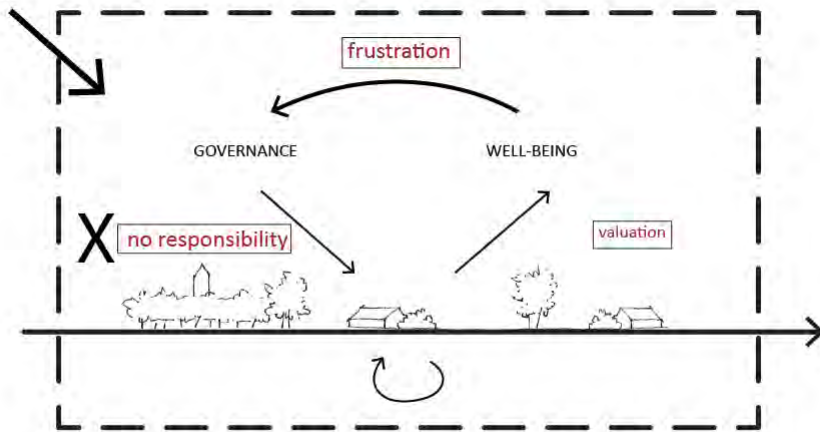 frustration
GOVERNANCE
WELL-BEING
X
no responsibility
valuation